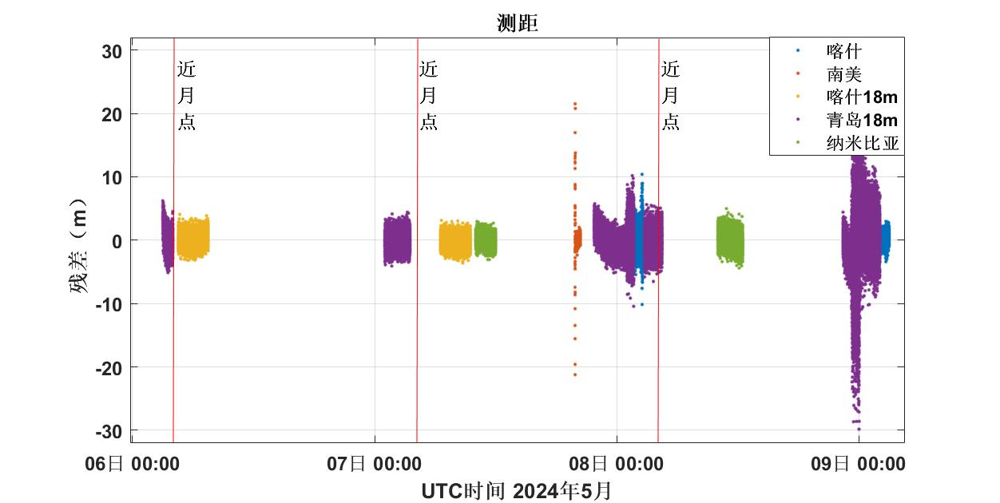 测距
30
20
10
0
-10
-20
-30
残差（m）
近
月
点
近
月
点
近
月
点
喀什
南美
喀什18m
青岛18m
纳米比亚
06日 00:00
07日 00:00
08日 00:00
09日 00:00
UTC时间 2024年5月